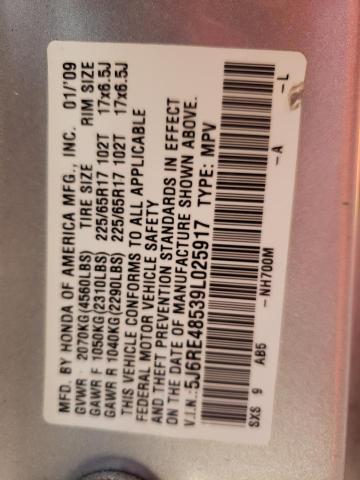 MFD. BY HONDA OF AMERICA MFG., INC. 01/'09
GVWR 2070KG(4560LBS) TIRE SIZE RIM SIZE
GAWR F 1050KG(2310LBS) 225/65R17 102T 17x6.5J
GAWR R 1040KG(2290LBS) 225/65R17 102T 17x6.5J
THIS VEHICLE CONFORMS TO ALL APPLICABLE
FEDERAL MOTOR VEHICLE SAFETY
AND THEFT PREVENTION STANDARDS IN EFFECT
ON THE DATE OF MANUFACTURE SHOWN ABOVE.
V.I.N.:5J6RE48539L025917 TYPE: MPV
SXS 9 AB5 -NH700M -A -L